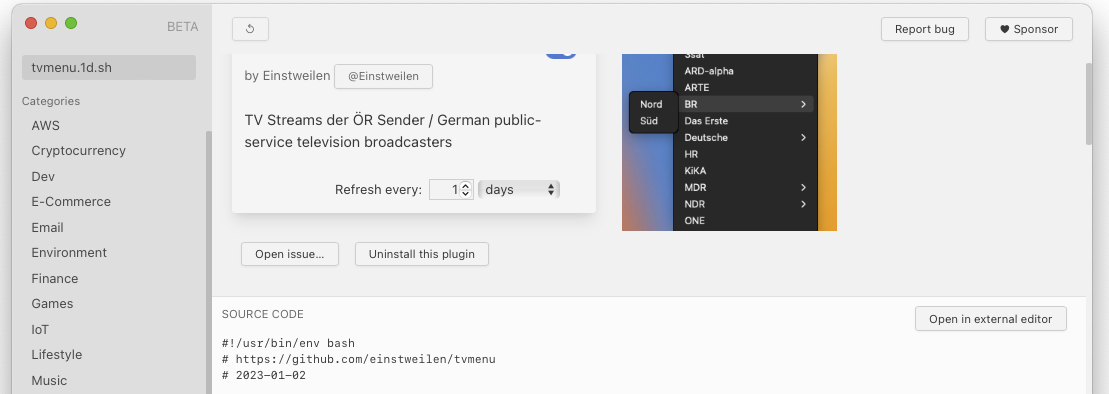 BETA
Report bug
Sponsor
tvmenu.1d.sh
Categories
AWS
Cryptocurrency
Dev
E-Commerce
Email
Environment
Finance
Games
IoT
Lifestyle
Music
by Einstweilen @Einstweilen
TV Streams der ÖR Sender / German public-
service television broadcasters
Refresh every: 1 days
Open issue...
Uninstall this plugin
Nord
Süd
3sat
ARD-alpha
ARTE
BR
Das Erste
Deutsche
HR
KiKA
MDR
NDR
ONE
SOURCE CODE
Open in external editor
#!/usr/bin/env bash
# https://github.com/einstweilen/tvmenu
# 2023-01-02